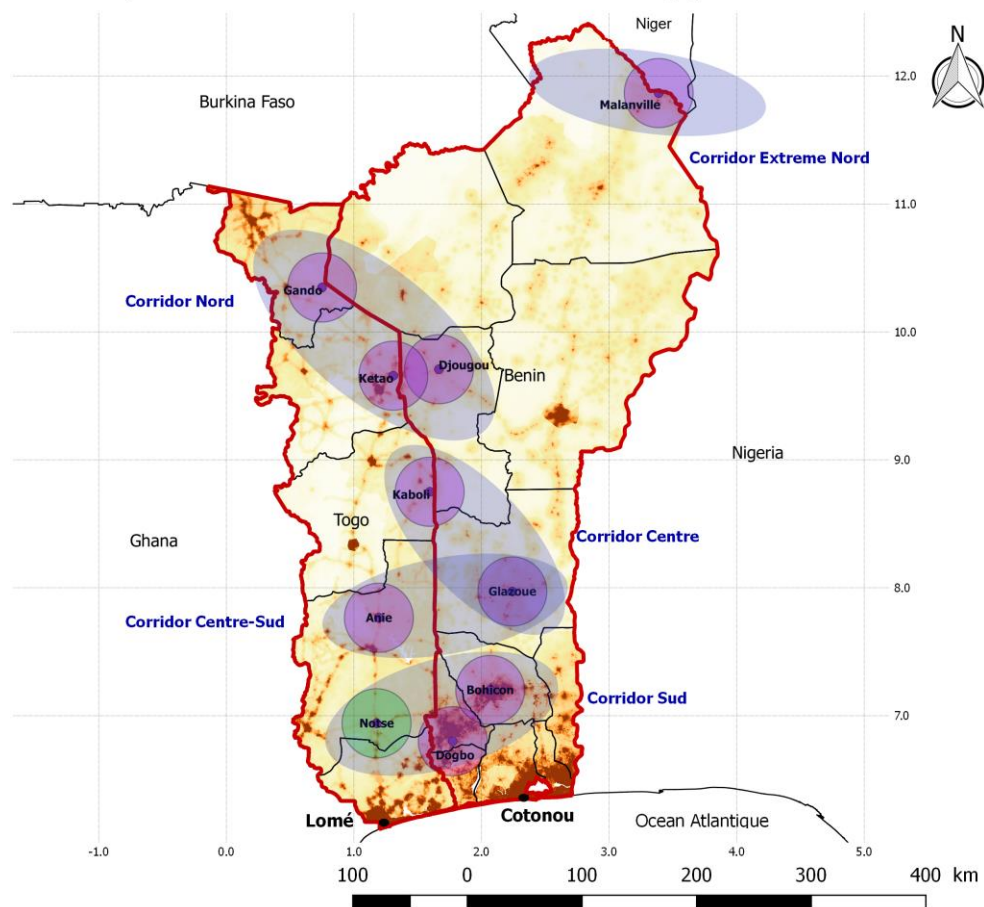 Niger
N
12.0
Burkina Faso
Malanville
Corridor Extreme Nord
11.0
Gando
Corridor Nord
10.0
Ketao
Djougou
Benin
9.0
Nigeria
Kaboli
Togo
Ghana
Corridor Centre
8.0
Glazoue
Anie
Corridor Centre-Sud
Bohicon
Corridor Sud
7.0
Notse
Dogbo
Lomé
Cotonou
Ocean Atlantique
-1.0 0.0 1.0 2.0 3.0 4.0 5.0
100 0 100 200 300 400 km